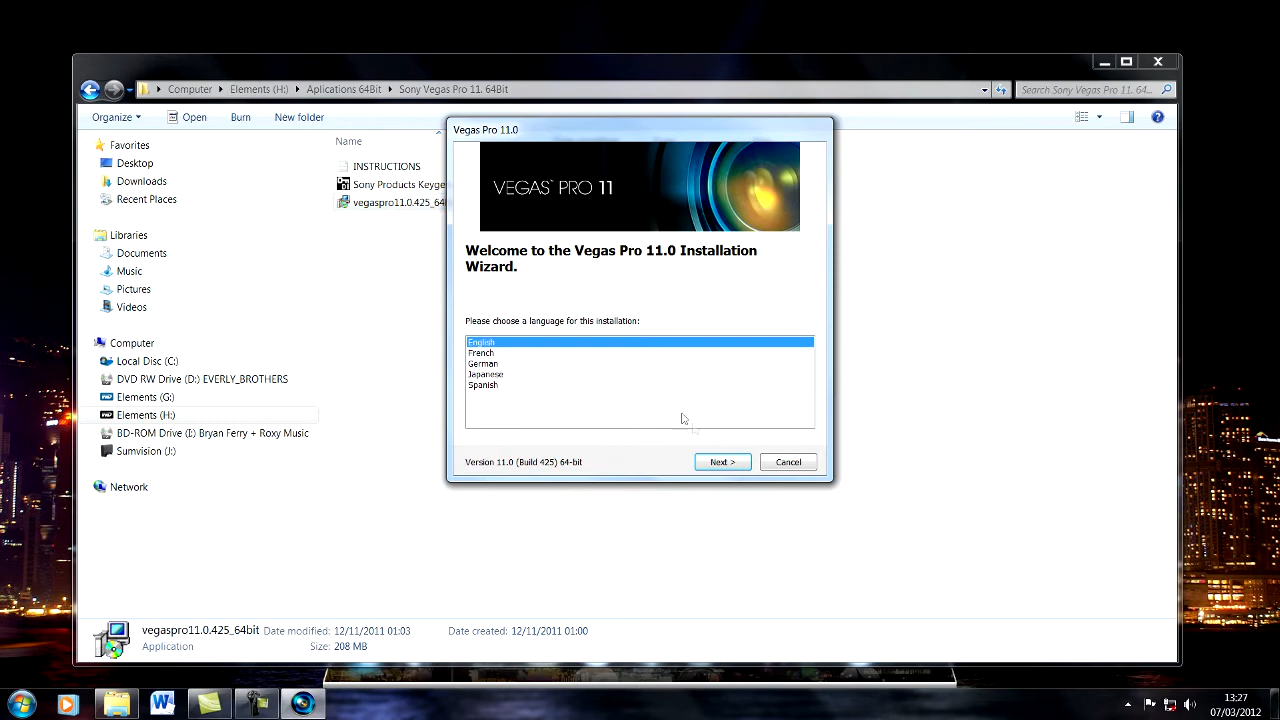 Computer Elements (H:) Aplications 64Bit Sony Vegas Pro 11. 64Bit
Search Sony Vegas Pro 11. 64...
Organize Open Burn New folder
Favorites
Desktop
Downloads
Recent Places
Libraries
Documents
Music
Pictures
Videos
Computer
Local Disc (C:)
DVD RW Drive (D:) EVERLY_BROTHERS
Elements (G:)
Elements (H:)
BD-ROM Drive (I:) Bryan Ferry + Roxy Music
Sumvision (J:)
Network
Name
INSTRUCTIONS
Sony Products Keyge
vegaspro11.0.425_64
Vegas Pro 11.0
VEGAS™ PRO 11
Welcome to the Vegas Pro 11.0 Installation
Wizard.
Please choose a language for this installation:
English
French
German
Japanese
Spanish
Version 11.0 (Build 425) 64-bit
Next >
Cancel
vegaspro11.0.425_64bit Date modified: 12/11/2011 01:03 Date created: 12/11/2011 01:00
Application Size: 208 MB
13:27
07/03/2012